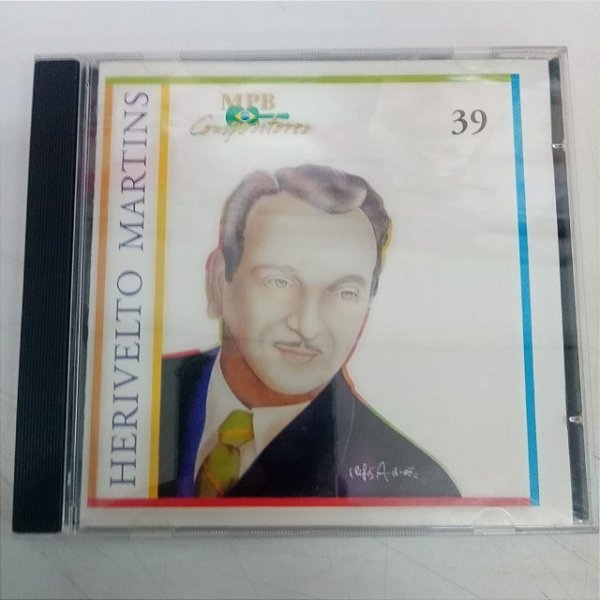 MPB
Compositores
39
HERIVELTO MARTINS